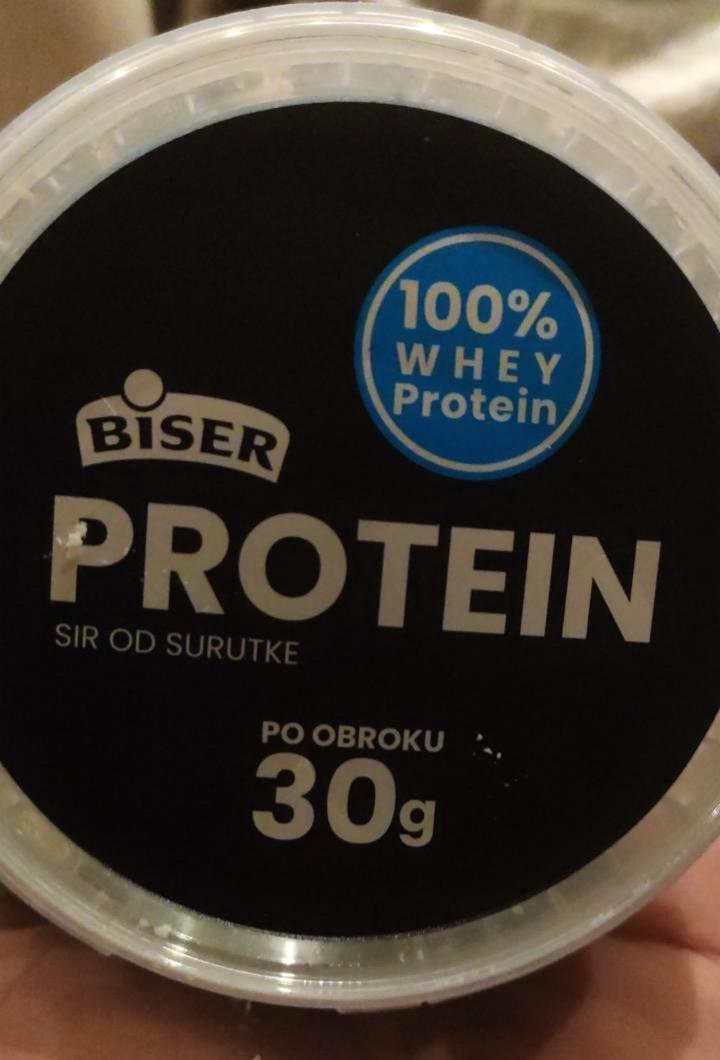 100%
WHEY
Protein
BiSER
PROTEIN
SIR OD SURUTKE
PO OBROKU
30g